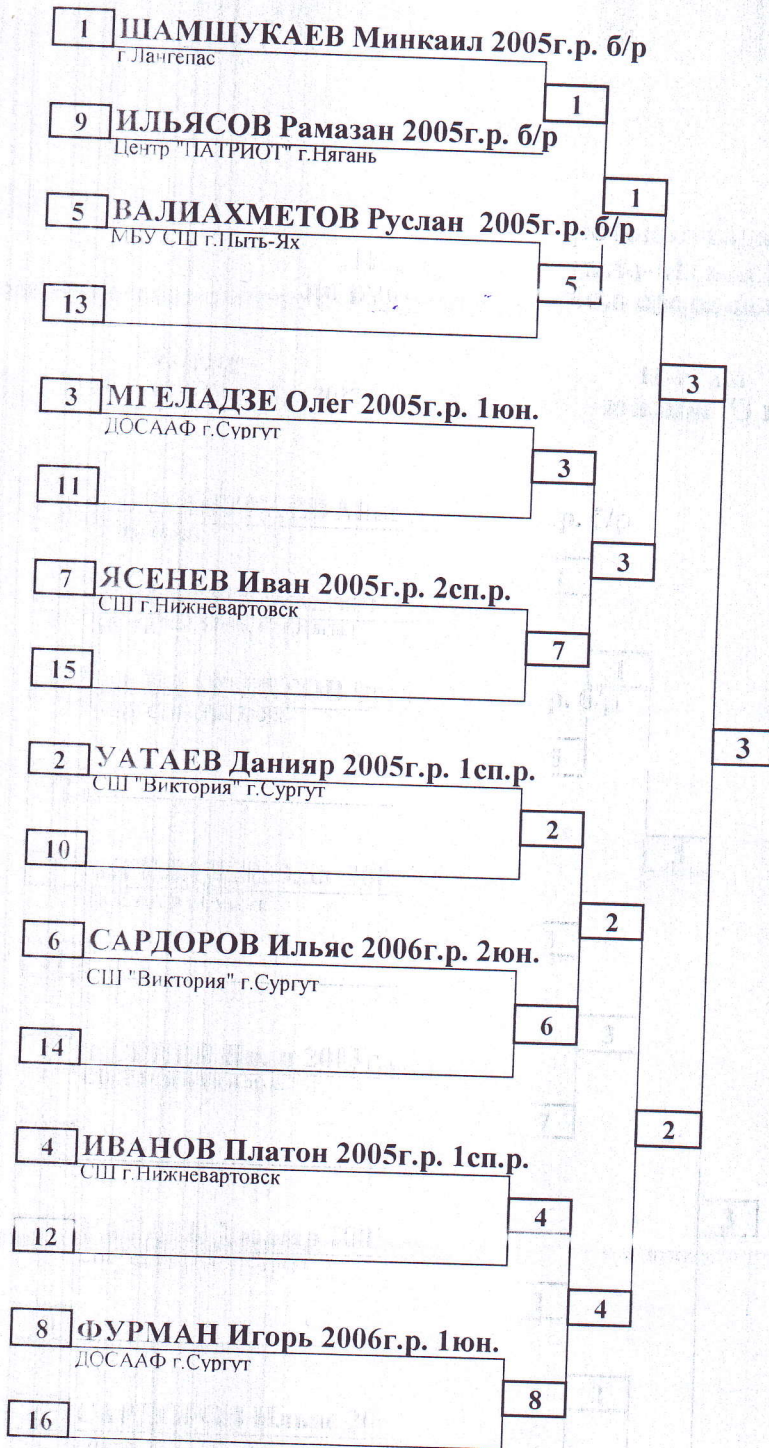 1 ШАМШУКАЕВ Минкаил 2005г.р. б/р
г.Лангепас
1
9 ИЛЬЯСОВ Рамазан 2005г.р. б/р
Центр "ПАТРИОТ" г.Нягань
1
5 ВАЛИАХМЕТОВ Руслан 2005г.р. б/р
МБУ СШ г.Пыть-Ях
5
13
3
3 МГЕЛАДЗЕ Олег 2005г.р. 1юн.
ДОСААФ г.Сургут
3
11
3
7 ЯСЕНЕВ Иван 2005г.р. 2сп.р.
СШ г.Нижневартовск
7
15
3
2 УАТАЕВ Данияр 2005г.р. 1сп.р.
СШ "Виктория" г.Сургут
2
10
2
6 САРДОРОВ Ильяс 2006г.р. 2юн.
СШ "Виктория" г.Сургут
6
14
2
4 ИВАНОВ Платон 2005г.р. 1сп.р.
СШ г.Нижневартовск
4
12
4
8 ФУРМАН Игорь 2006г.р. 1юн.
ДОСААФ г.Сургут
8
16